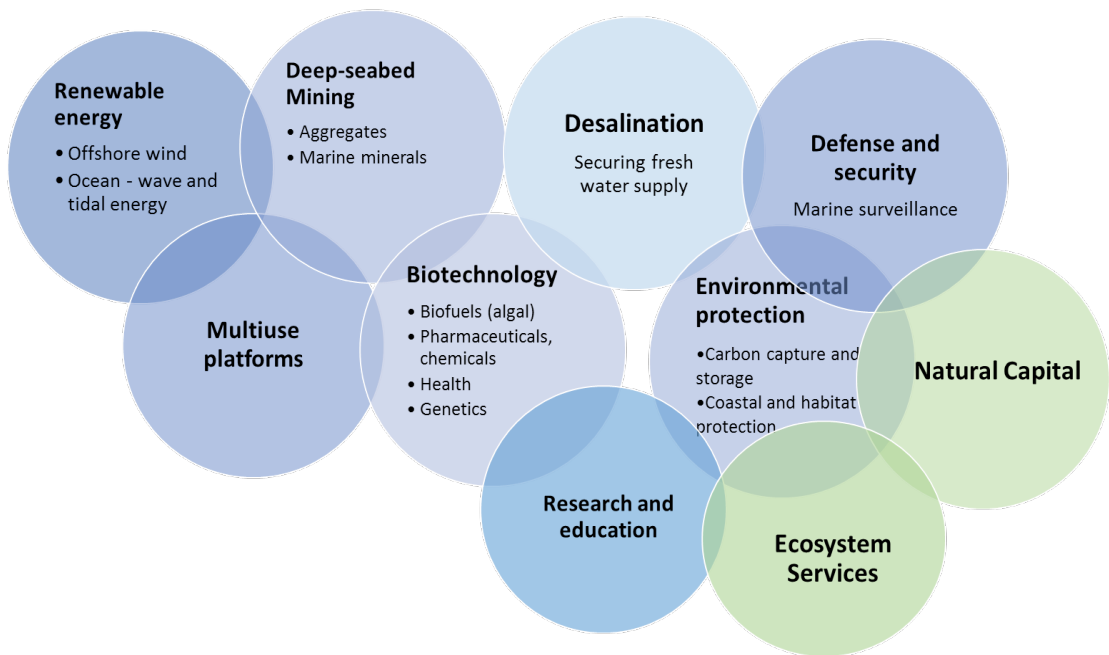 Renewable
energy
• Offshore wind
• Ocean - wave and
tidal energy
Deep-seabed
Mining
• Aggregates
• Marine minerals
Desalination
Securing fresh
water supply
Defense and
security
Marine surveillance
Multiuse
platforms
Biotechnology
• Biofuels (algal)
• Pharmaceuticals,
chemicals
• Health
• Genetics
Environmental
protection
•Carbon capture and
storage
•Coastal and habitat
protection
Natural Capital
Research and
education
Ecosystem
Services